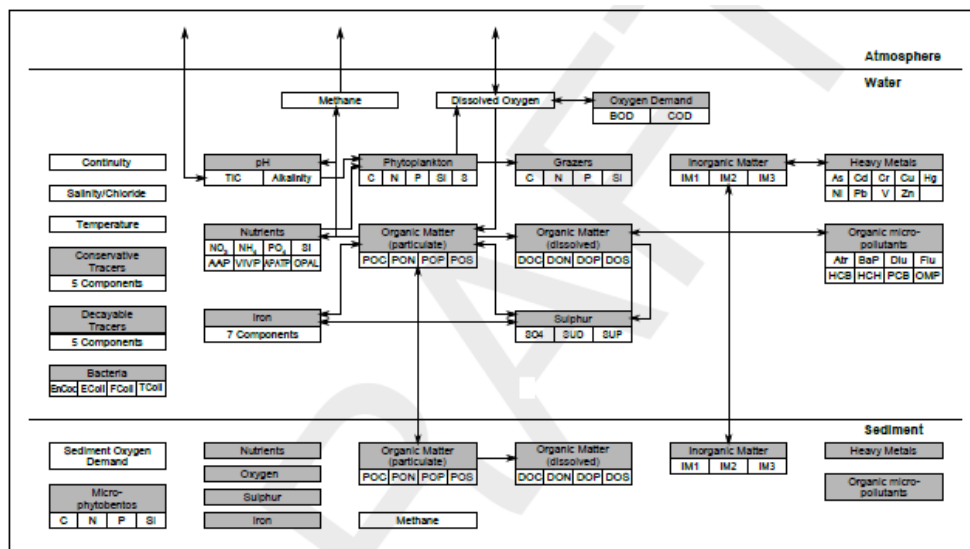 Atmosphere
Water
Methane
Dissolved Oxygen
Oxygen Demand
BOD COD
Continuity
Salinity/Chloride
Temperature
Conservative
Tracers
5 Components
Decayable
Tracers
5 Components
Bacteria
EnCoc EColi FColi TColi
pH
TIC Alkalinity
Phytoplankton
C N P Si S
Grazers
C N P Si
Inorganic Matter
IM1 IM2 IM3
Heavy Metals
As Cd Cr Cu Hg
Ni Pb V Zn
Nutrients
NO3 NH4 PO4 Si
AAP VIVP APATP OPAL
Organic Matter
(particulate)
POC PON POP POS
Organic Matter
(dissolved)
DOC DON DOP DOS
Organic micro-
pollutants
Atr BaP Diu Flu
HCB HCH PCB OMP
Iron
7 Components
Sulphur
SO4 SUD SUP
Sediment
Sediment Oxygen
Demand
Micro-
phytobentos
C N P Si
Nutrients
Oxygen
Sulphur
Iron
Organic Matter
(particulate)
POC PON POP POS
Methane
Organic Matter
(dissolved)
DOC DON DOP DOS
Inorganic Matter
IM1 IM2 IM3
Heavy Metals
Organic micro-
pollutants